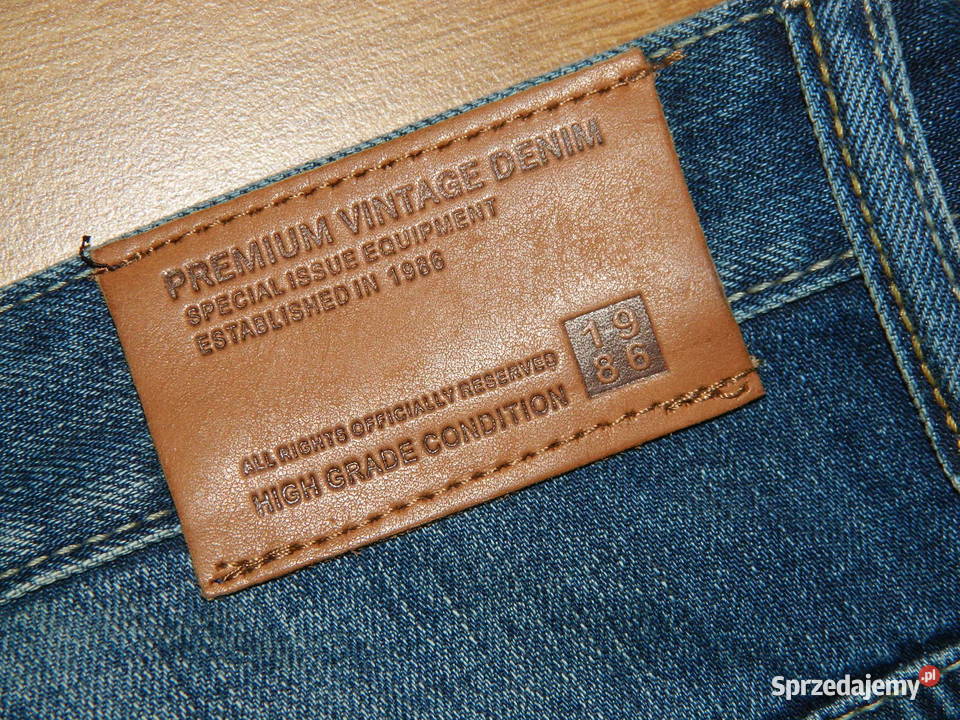 PREMIUM VINTAGE DENIM
SPECIAL ISSUE EQUIPMENT
ESTABLISHED IN 1986
19
86
ALL RIGHTS OFFICIALLY RESERVED
HIGH GRADE CONDITION
Sprzedajemy.pl